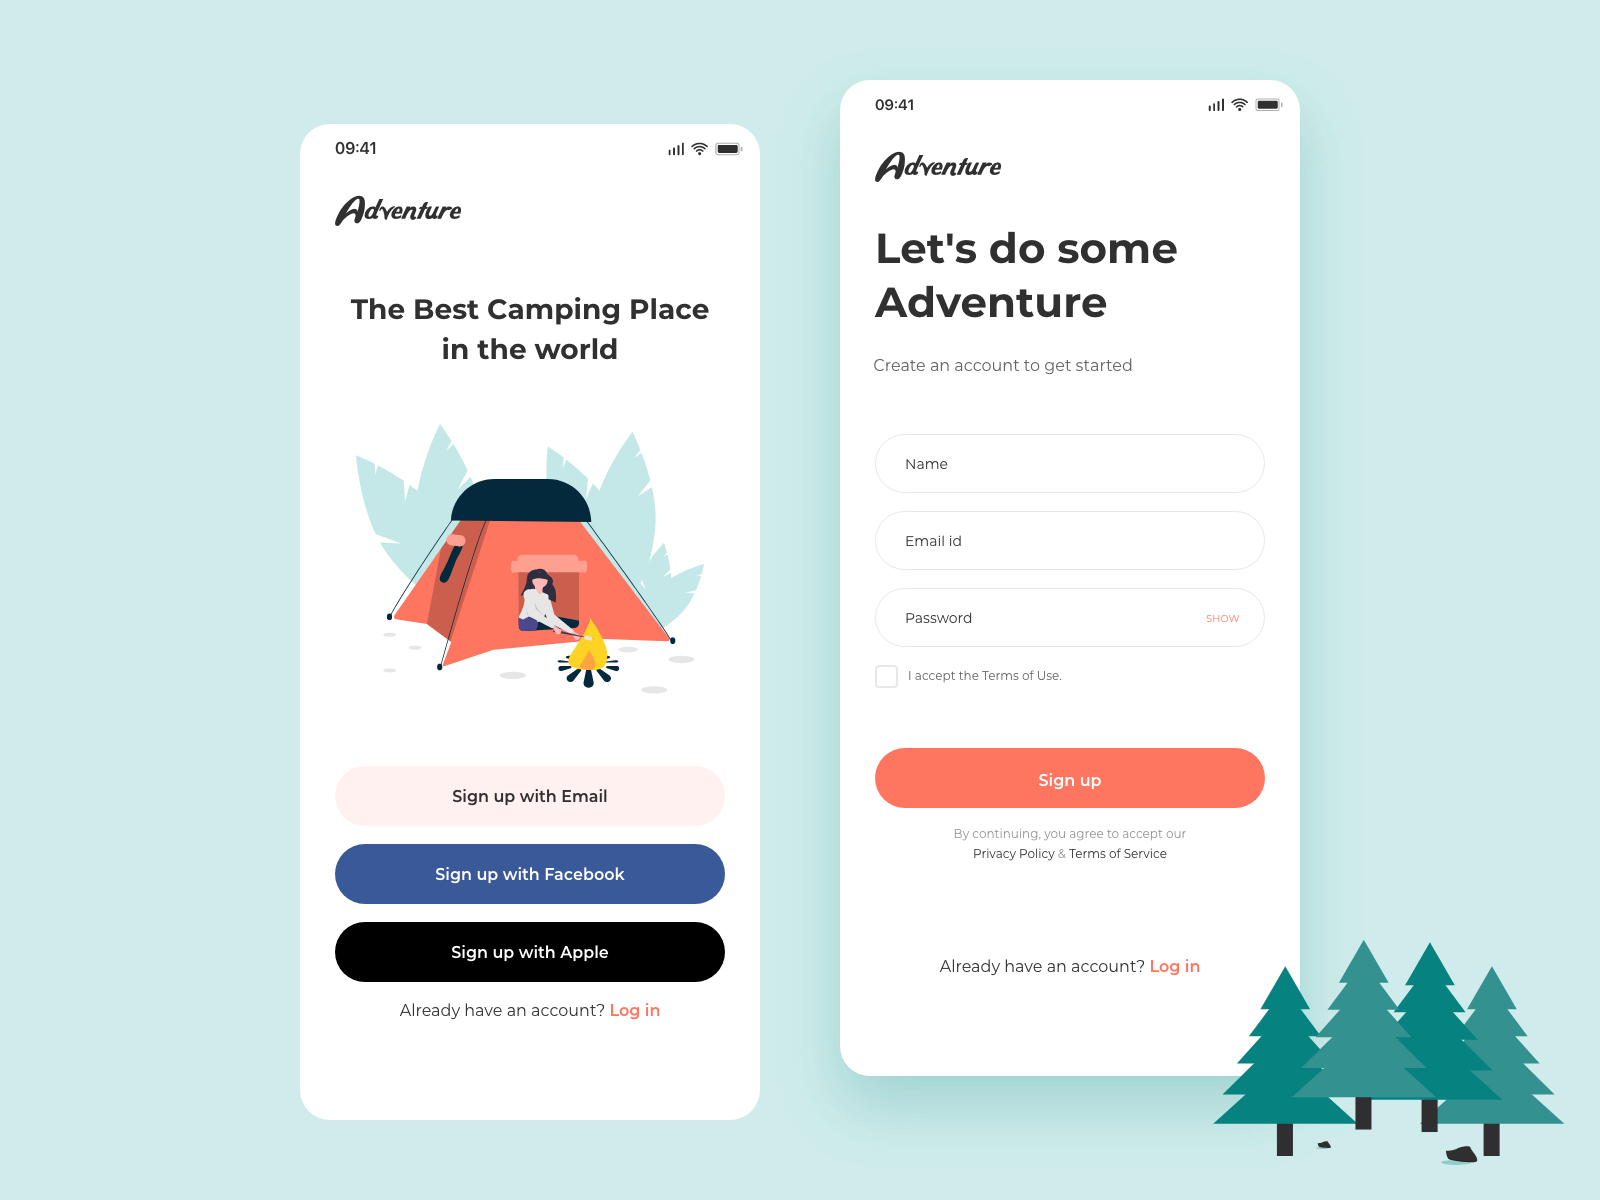 09:41
Adventure
The Best Camping Place
in the world
Sign up with Email
Sign up with Facebook
Sign up with Apple
Already have an account? Log in
09:41
Adventure
Let's do some
Adventure
Create an account to get started
Name
Email id
Password SHOW
I accept the Terms of Use.
Sign up
By continuing, you agree to accept our
Privacy Policy & Terms of Service
Already have an account? Log in